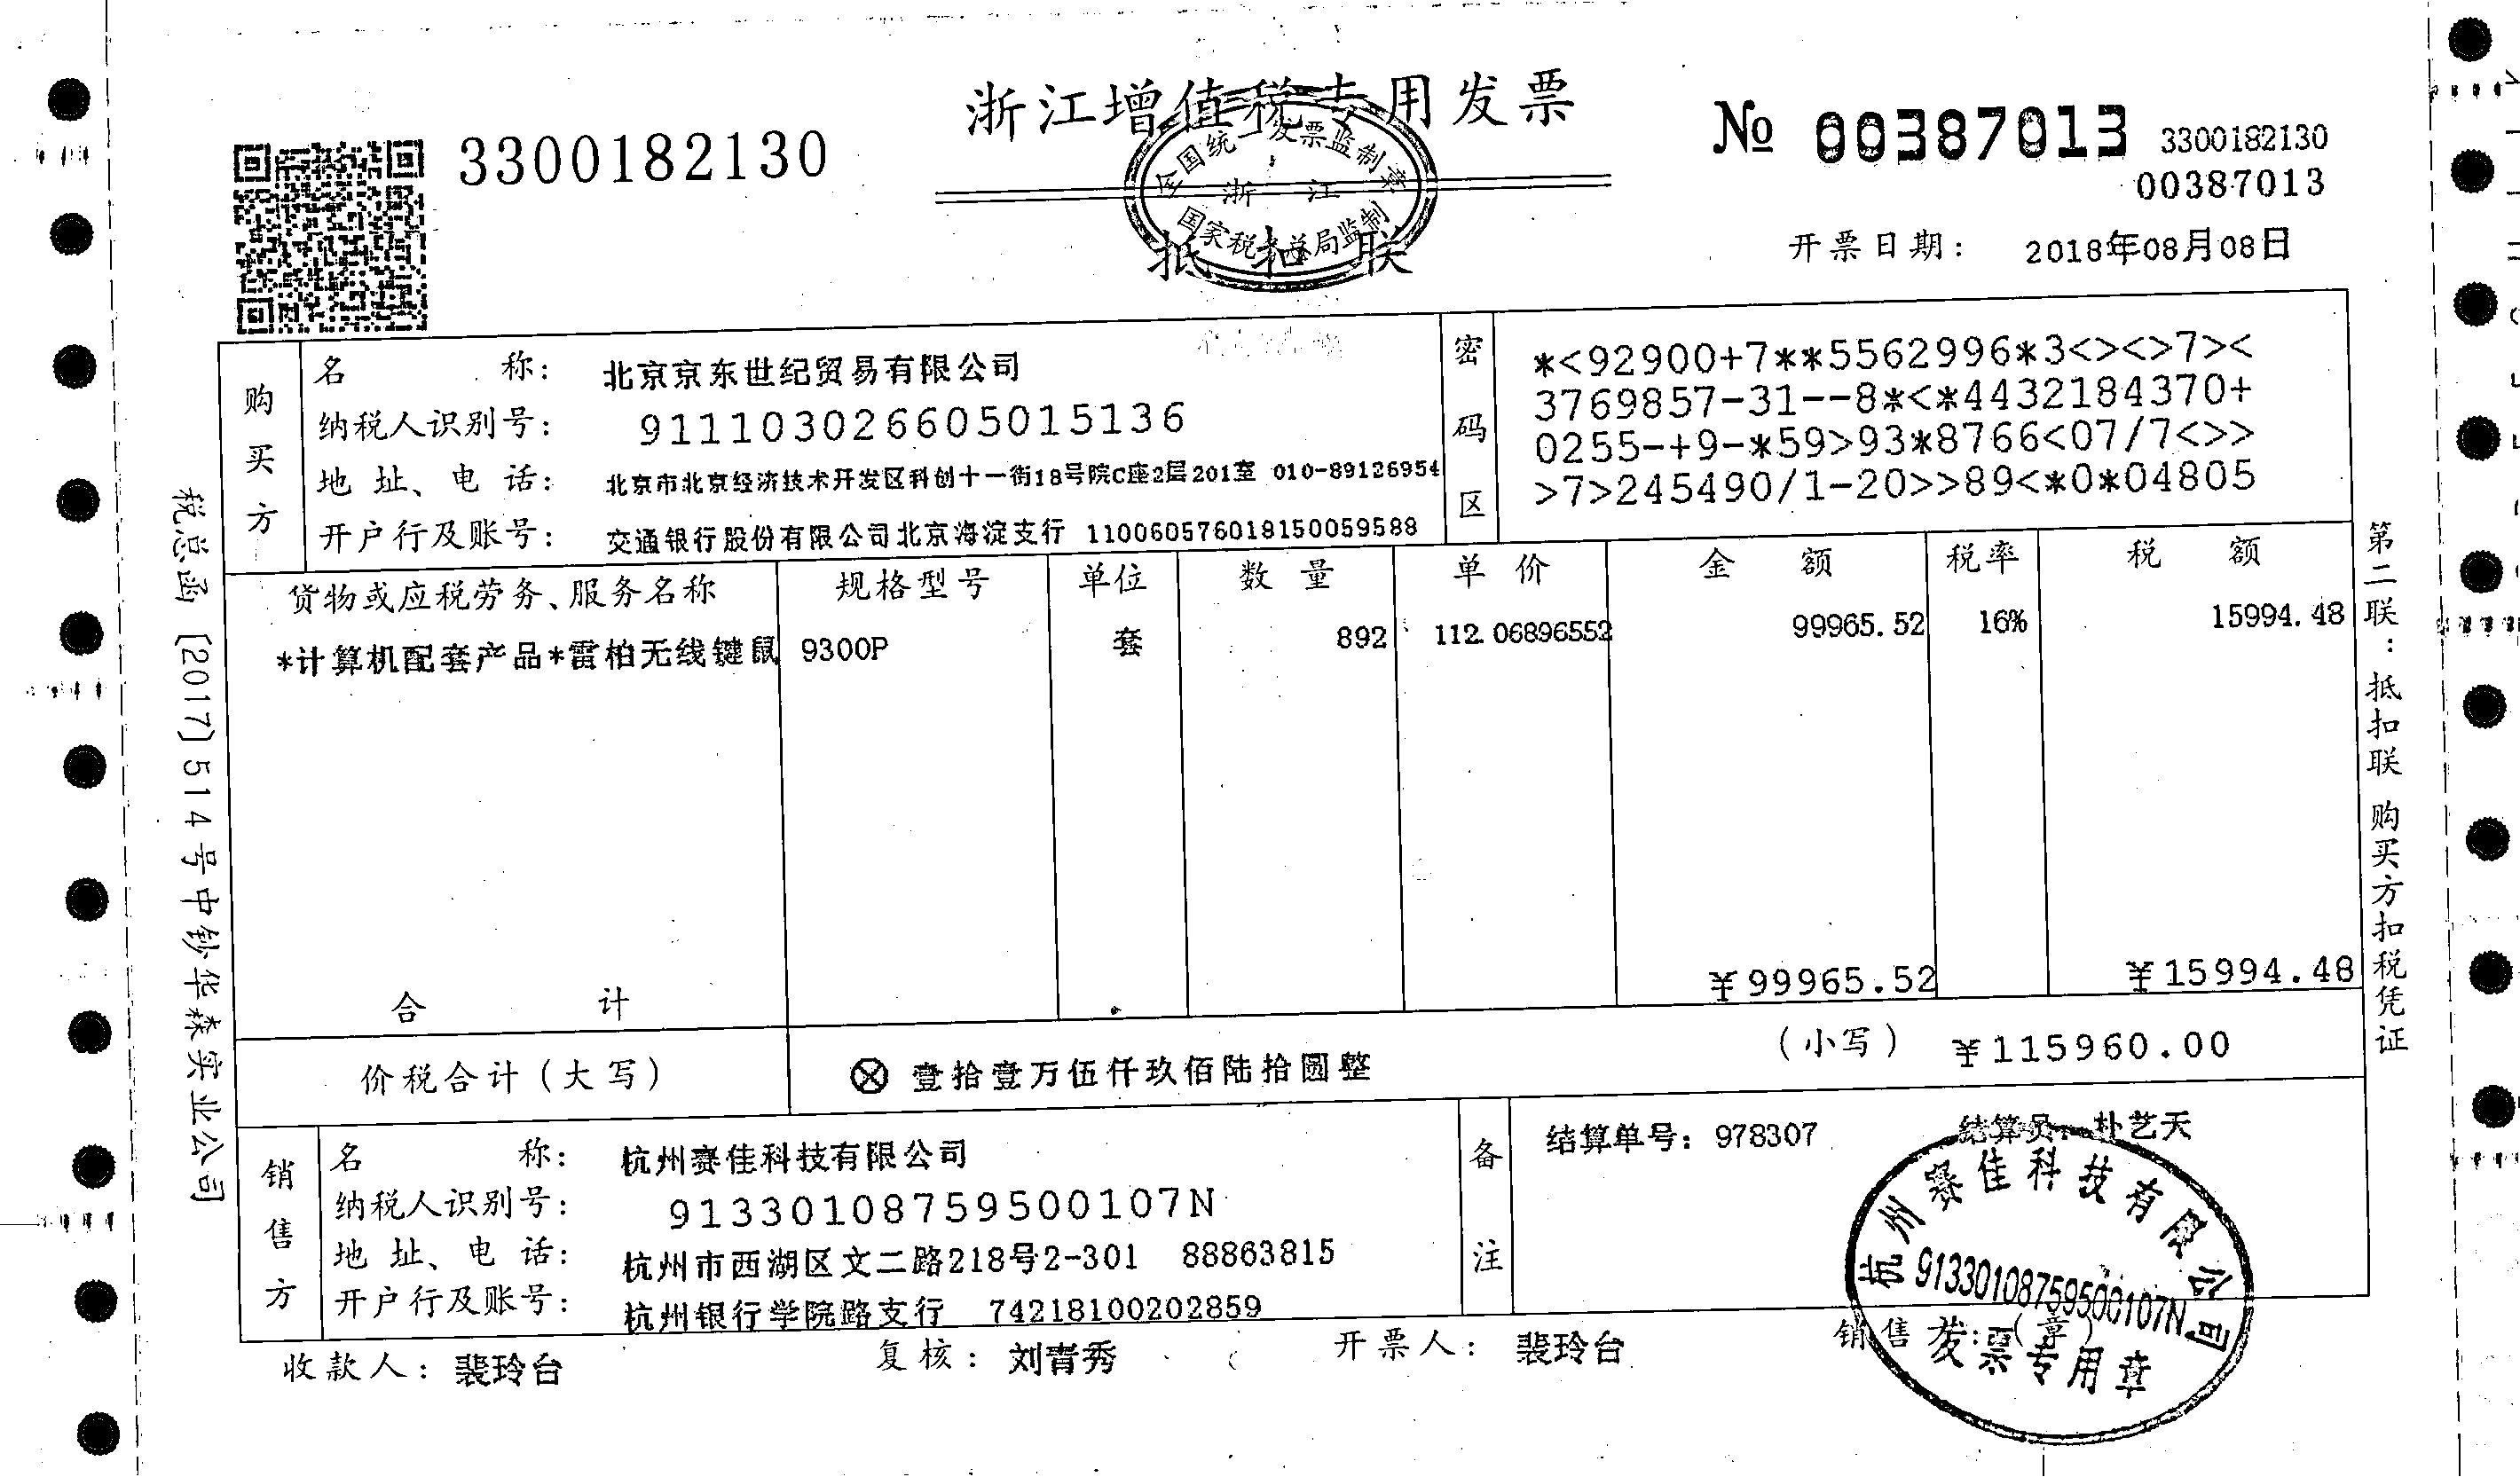 浙江增值税专用发票
3300182130
№ 00387013
3300182130
00387013
全国统一发票监制章
浙江
国家税务总局监制
抵扣联
开票日期: 2018年08月08日
购买方
名称: 北京京东世纪贸易有限公司
纳税人识别号: 911103026605015136
地址、电话: 北京市北京经济技术开发区科创十一街18号院C座2层201室 010-89126954
开户行及账号: 交通银行股份有限公司北京海淀支行 110060576018150059588
密码区
*<92900+7**5562996*3<><>7><
3769857-31--8*<*4432184370+
0255-+9-*59>93*8766<07/7<>>
>7>245490/1-20>>89<*0*04805
货物或应税劳务、服务名称 规格型号 单位 数量 单价 金额 税率 税额
*计算机配套产品*雷柏无线键鼠 9300P 套 892 112.06896552 99965.52 16% 15994.48
合计 ¥99965.52 ¥15994.48
价税合计(大写) ⊗ 壹拾壹万伍仟玖佰陆拾圆整 (小写) ¥115960.00
销售方
名称: 杭州赛佳科技有限公司
纳税人识别号: 91330108759500107N
地址、电话: 杭州市西湖区文二路218号2-301 88863815
开户行及账号: 杭州银行学院路支行 74218100202859
备注
结算单号: 978307 结算员: 朴艺天
杭州赛佳科技有限公司
91330108759500107N
发票专用章
收款人: 裴玲台 复核: 刘青秀 开票人: 裴玲台 销售方:(章)
税总函[2017]514号中钞华森实业公司
第二联:抵扣联 购买方扣税凭证